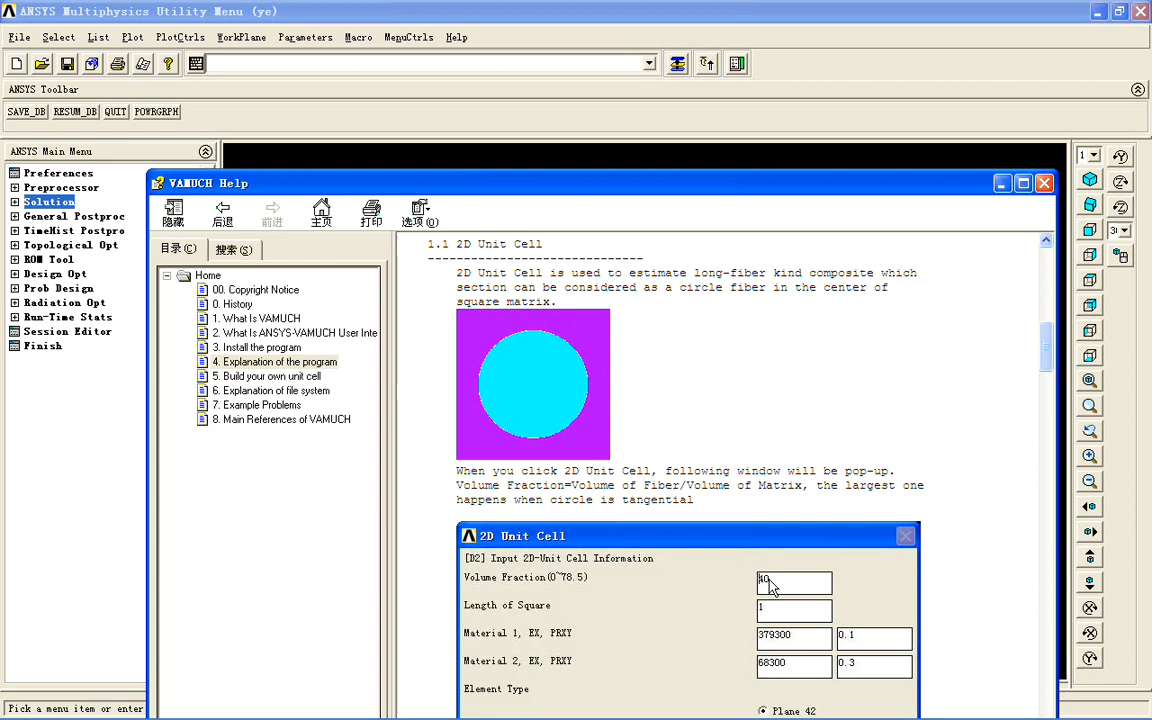 ANSYS Multiphysics Utility Menu (ye)
File Select List Plot PlotCtrls WorkPlane Parameters Macro MenuCtrls Help
ANSYS Toolbar
SAVE_DB RESUM_DB QUIT POWRGRPH
ANSYS Main Menu
Preferences
Preprocessor
Solution
General Postproc
TimeHist Postpro
Topological Opt
ROM Tool
Design Opt
Prob Design
Radiation Opt
Run-Time Stats
Session Editor
Finish
Pick a menu item or enter
VAMUCH Help
隐藏 后退 前进 主页 打印 选项(O)
目录(C) 搜索(S)
Home
00. Copyright Notice
0. History
1. What Is VAMUCH
2. What Is ANSYS-VAMUCH User Inte
3. Install the program
4. Explanation of the program
5. Build your own unit cell
6. Explanation of file system
7. Example Problems
8. Main References of VAMUCH
1.1 2D Unit Cell
------------------------------
2D Unit Cell is used to estimate long-fiber kind composite which
section can be considered as a circle fiber in the center of
square matrix.
When you click 2D Unit Cell, following window will be pop-up.
Volume Fraction=Volume of Fiber/Volume of Matrix, the largest one
happens when circle is tangential
2D Unit Cell
[D2] Input 2D-Unit Cell Information
Volume Fraction(0~78.5) 40
Length of Square 1
Material 1, EX, PRXY 379300 0.1
Material 2, EX, PRXY 68300 0.3
Element Type
Plane 42
1